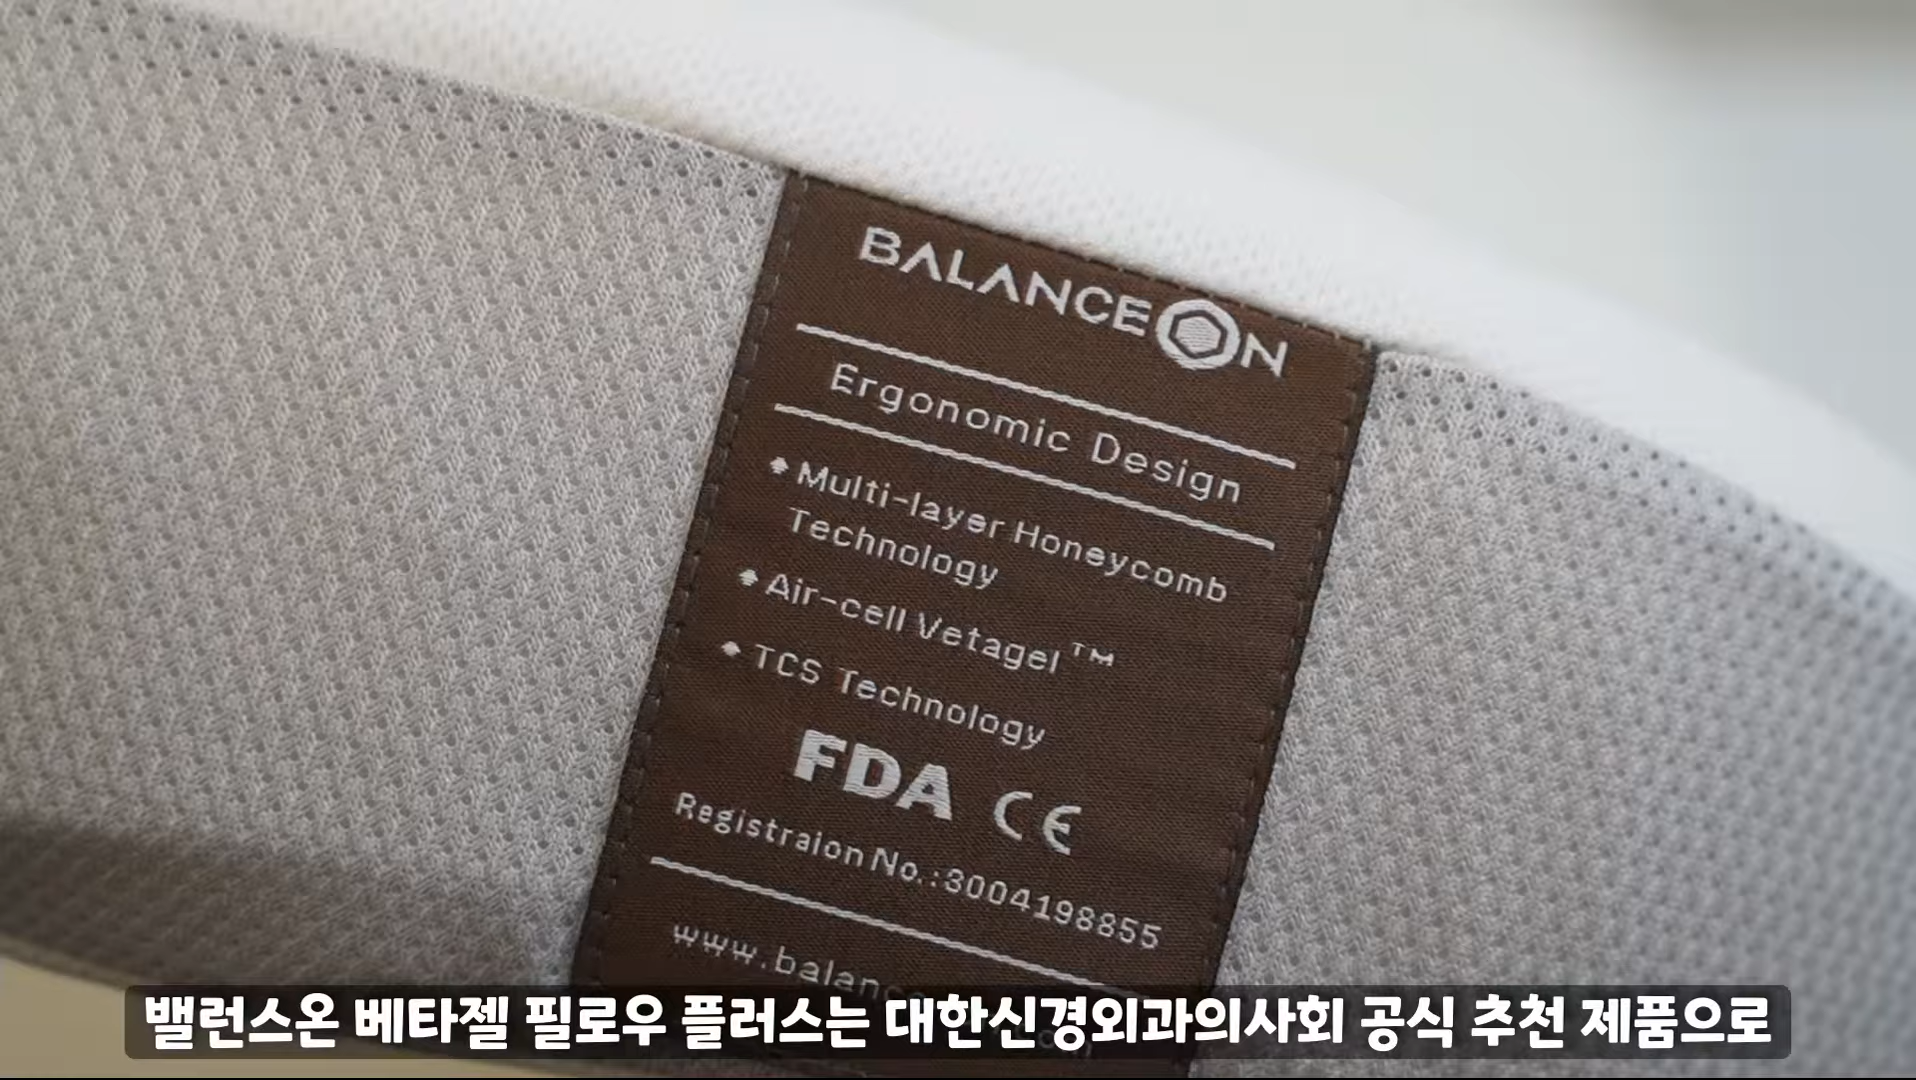 BALANCEON
Ergonomic Design
Multi-layer Honeycomb
Technology
Air-cell Vetagel™
TCS Technology
FDA CE
Registraion No.:3004198855
밸런스온 베타젤 필로우 플러스는 대한신경외과의사회 공식 추천 제품으로